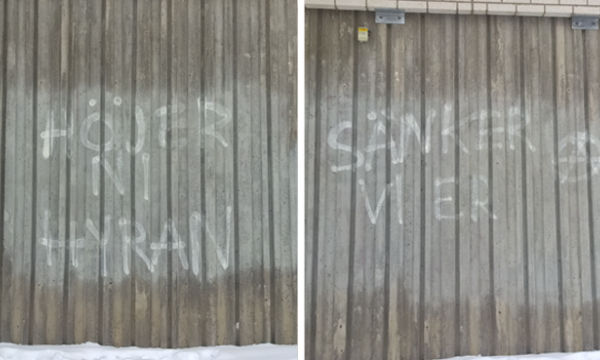 HÖJER
NI
HYRAN
SÄNKER
VI ER